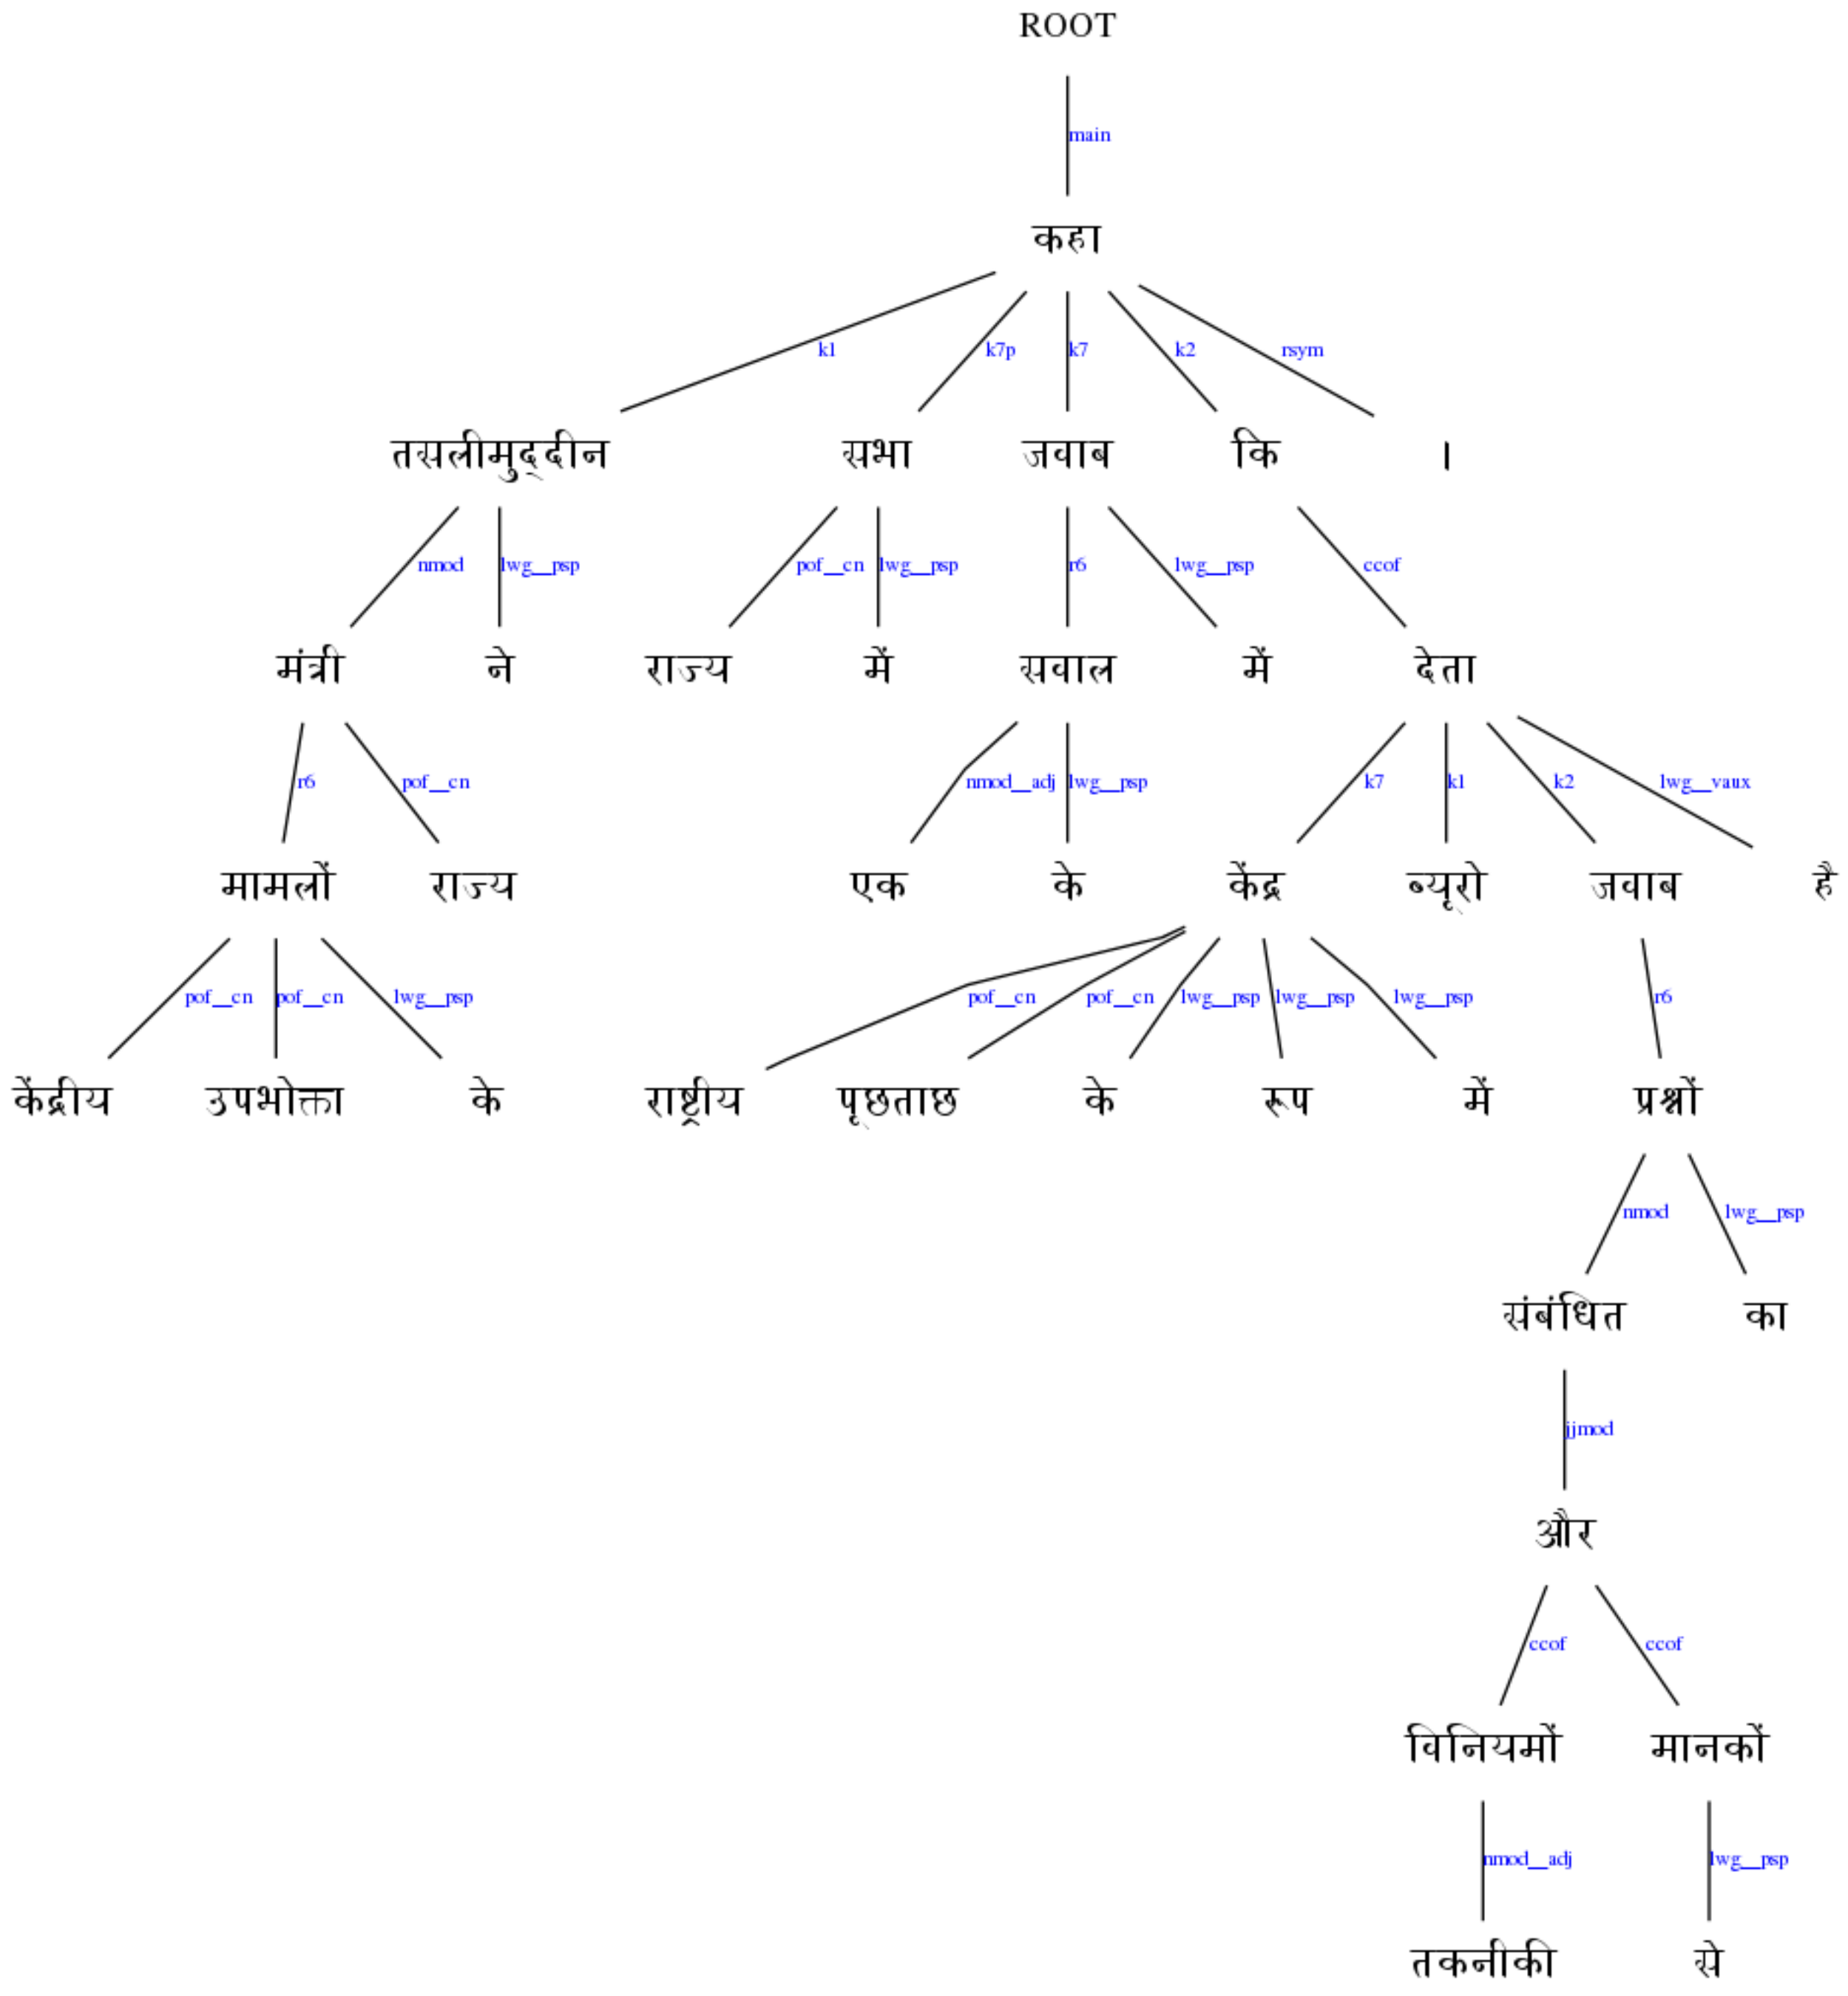 ROOT
main
कहा
k1 k7p k7 k2 rsym
तसलीमुद्दीन सभा जवाब कि ।
nmod lwg__psp pof__cn lwg__psp r6 lwg__psp ccof
मंत्री ने राज्य में सवाल में देता
r6 pof__cn nmod__adj lwg__psp k7 k1 k2 lwg__vaux
मामलों राज्य एक के केंद्र ब्यूरो जवाब है
pof__cn pof__cn lwg__psp pof__cn pof__cn lwg__psp lwg__psp lwg__psp r6
केंद्रीय उपभोक्ता के राष्ट्रीय पूछताछ के रूप में प्रश्नों
nmod lwg__psp
संबंधित का
jjmod
और
ccof ccof
विनियमों मानकों
nmod__adj lwg__psp
तकनीकी से